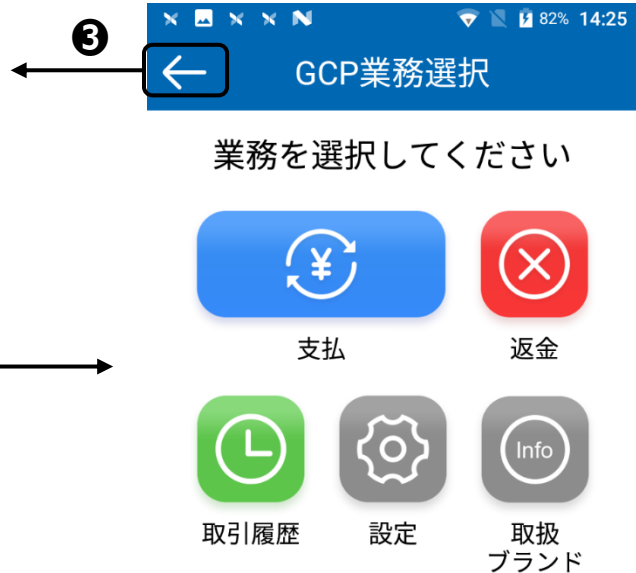 ❸
82% 14:25
GCP業務選択
業務を選択してください
¥
支払 返金
Info
取引履歴 設定 取扱
ブランド